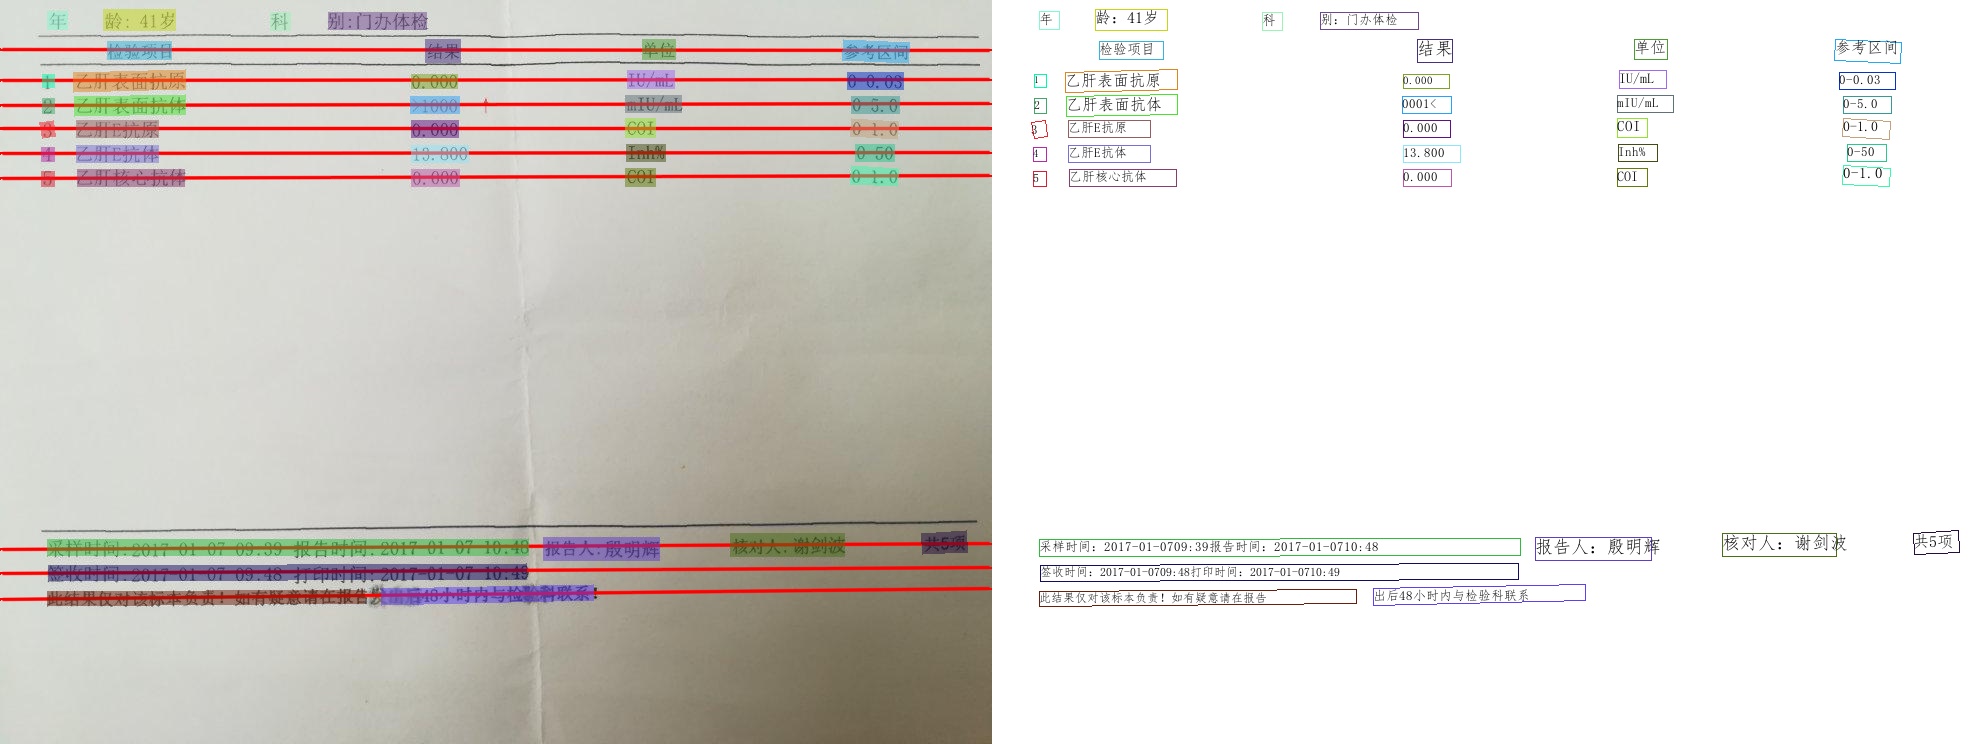 年 龄: 41岁 科 别:门办体检
检验项目 结果 单位 参考区间
1 乙肝表面抗原 0.000 IU/mL 0-0.03
2 乙肝表面抗体 >1000 ↑ mIU/mL 0-5.0
3 乙肝E抗原 0.000 COI 0-1.0
4 乙肝E抗体 13.800 Inh% 0-50
5 乙肝核心抗体 0.000 COI 0-1.0
采样时间:2017-01-07 09:39 报告时间:2017-01-07 10:48 报告人:殷明辉 核对人:谢剑波 共5项
签收时间:2017-01-07 09:48 打印时间:2017-01-07 10:49
此结果仅对该标本负责! 如有疑意请在报告 后48小时内与检验科联系!
年 龄: 41岁 科 别: 门办体检
检验项目 结果 单位 参考区间
1 乙肝表面抗原 0.000 IU/mL 0-0.03
2 乙肝表面抗体 0001< mIU/mL 0-5.0
3 乙肝E抗原 0.000 COI 0-1.0
4 乙肝E抗体 13.800 Inh% 0-50
5 乙肝核心抗体 0.000 COI 0-1.0
采样时间: 2017-01-0709:39报告时间: 2017-01-0710:48 报告人: 殷明辉 核对人: 谢剑波 共5项
签收时间: 2017-01-0709:48打印时间: 2017-01-0710:49
此结果仅对该标本负责! 如有疑意请在报告 出后48小时内与检验科联系